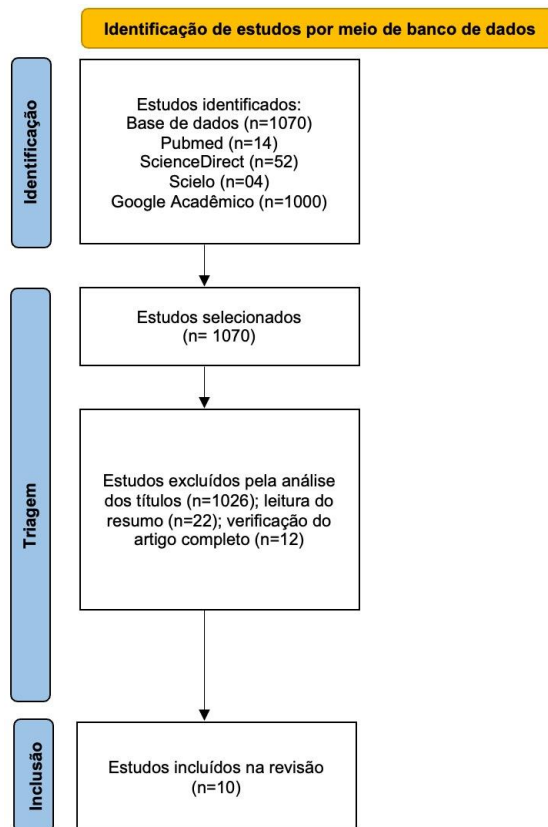 Identificação de estudos por meio de banco de dados
Identificação
Estudos identificados:
Base de dados (n=1070)
Pubmed (n=14)
ScienceDirect (n=52)
Scielo (n=04)
Google Acadêmico (n=1000)
Triagem
Estudos selecionados
(n= 1070)
Estudos excluídos pela análise
dos títulos (n=1026); leitura do
resumo (n=22); verificação do
artigo completo (n=12)
Inclusão
Estudos incluídos na revisão
(n=10)